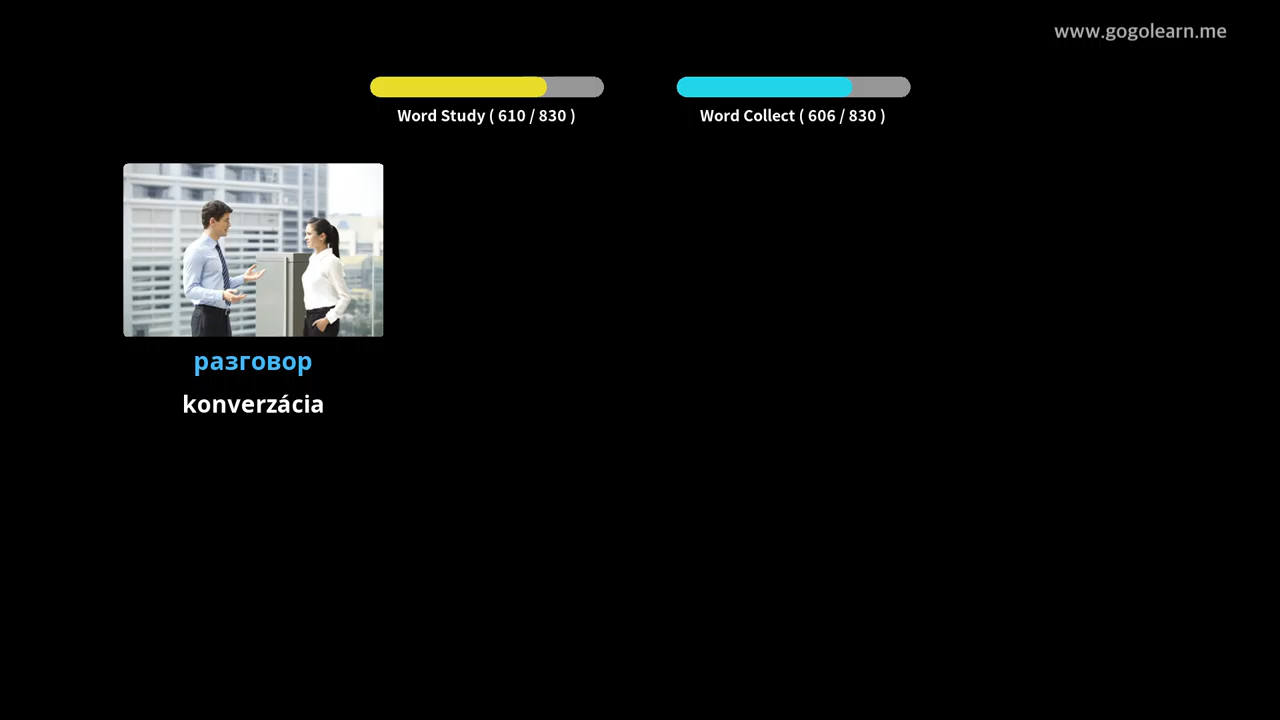 www.gogolearn.me
Word Study ( 610 / 830 )
Word Collect ( 606 / 830 )
разговор
konverzácia